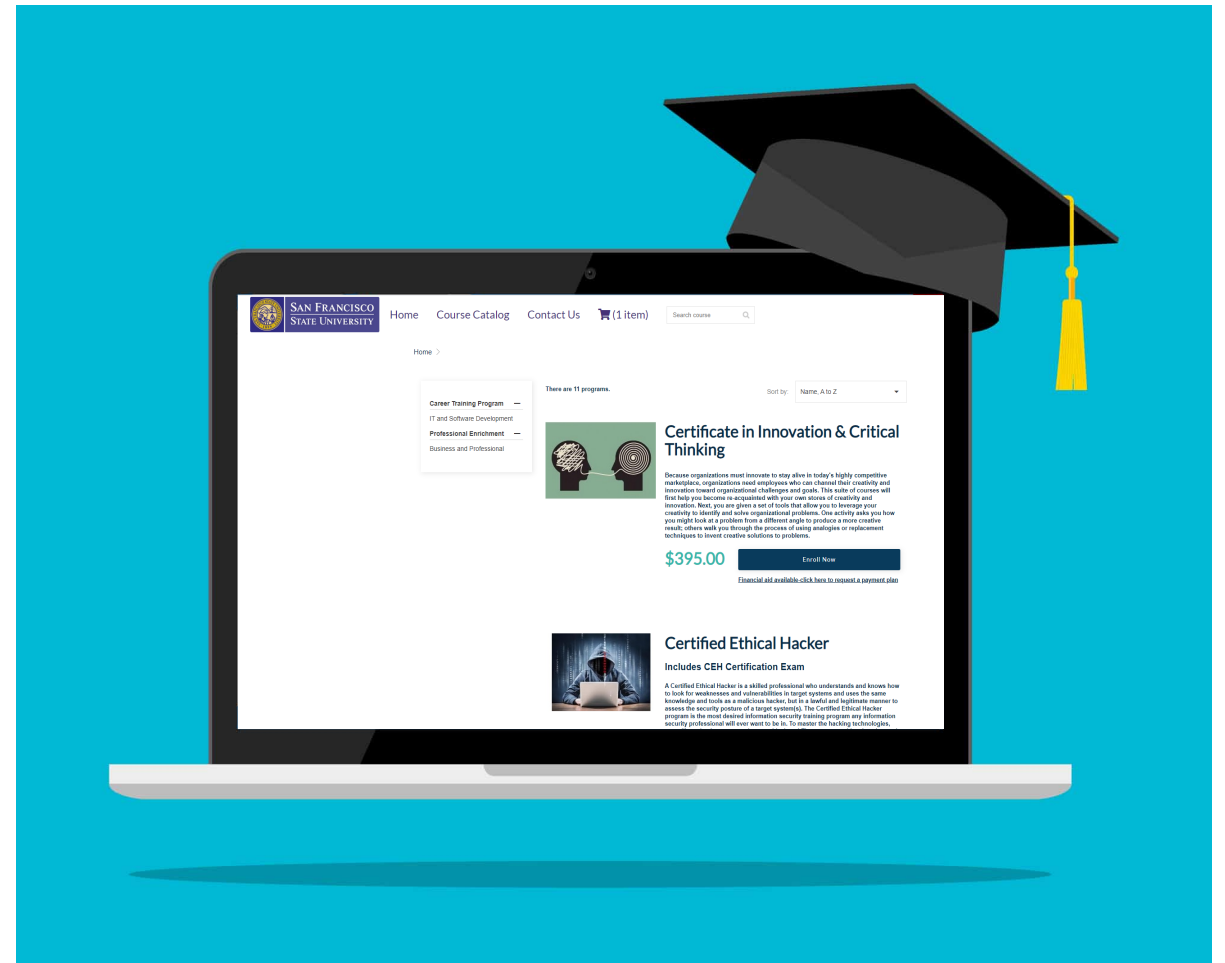 SAN FRANCISCO
STATE UNIVERSITY
Home Course Catalog Contact Us (1 item) Search course
Home >
Career Training Program —
IT and Software Development
Professional Enrichment —
Business and Professional
There are 11 programs.
Sort by: Name, A to Z
Certificate in Innovation & Critical
Thinking
Because organizations must innovate to stay alive in today's highly competitive
marketplace, organizations need employees who can channel their creativity and
innovation toward organizational challenges and goals. This suite of courses will
first help you become re-acquainted with your own stores of creativity and
innovation. Next, you are given a set of tools that allow you to leverage your
creativity to identify and solve organizational problems. One activity asks you how
you might look at a problem from a different angle to produce a more creative
result; others walk you through the process of using analogies or replacement
techniques to invent creative solutions to problems.
$395.00 Enroll Now
Financial aid available-click here to request a payment plan
Certified Ethical Hacker
Includes CEH Certification Exam
A Certified Ethical Hacker is a skilled professional who understands and knows how
to look for weaknesses and vulnerabilities in target systems and uses the same
knowledge and tools as a malicious hacker, but in a lawful and legitimate manner to
assess the security posture of a target system(s). The Certified Ethical Hacker
program is the most desired information security training program any information
security professional will ever want to be in. To master the hacking technologies,